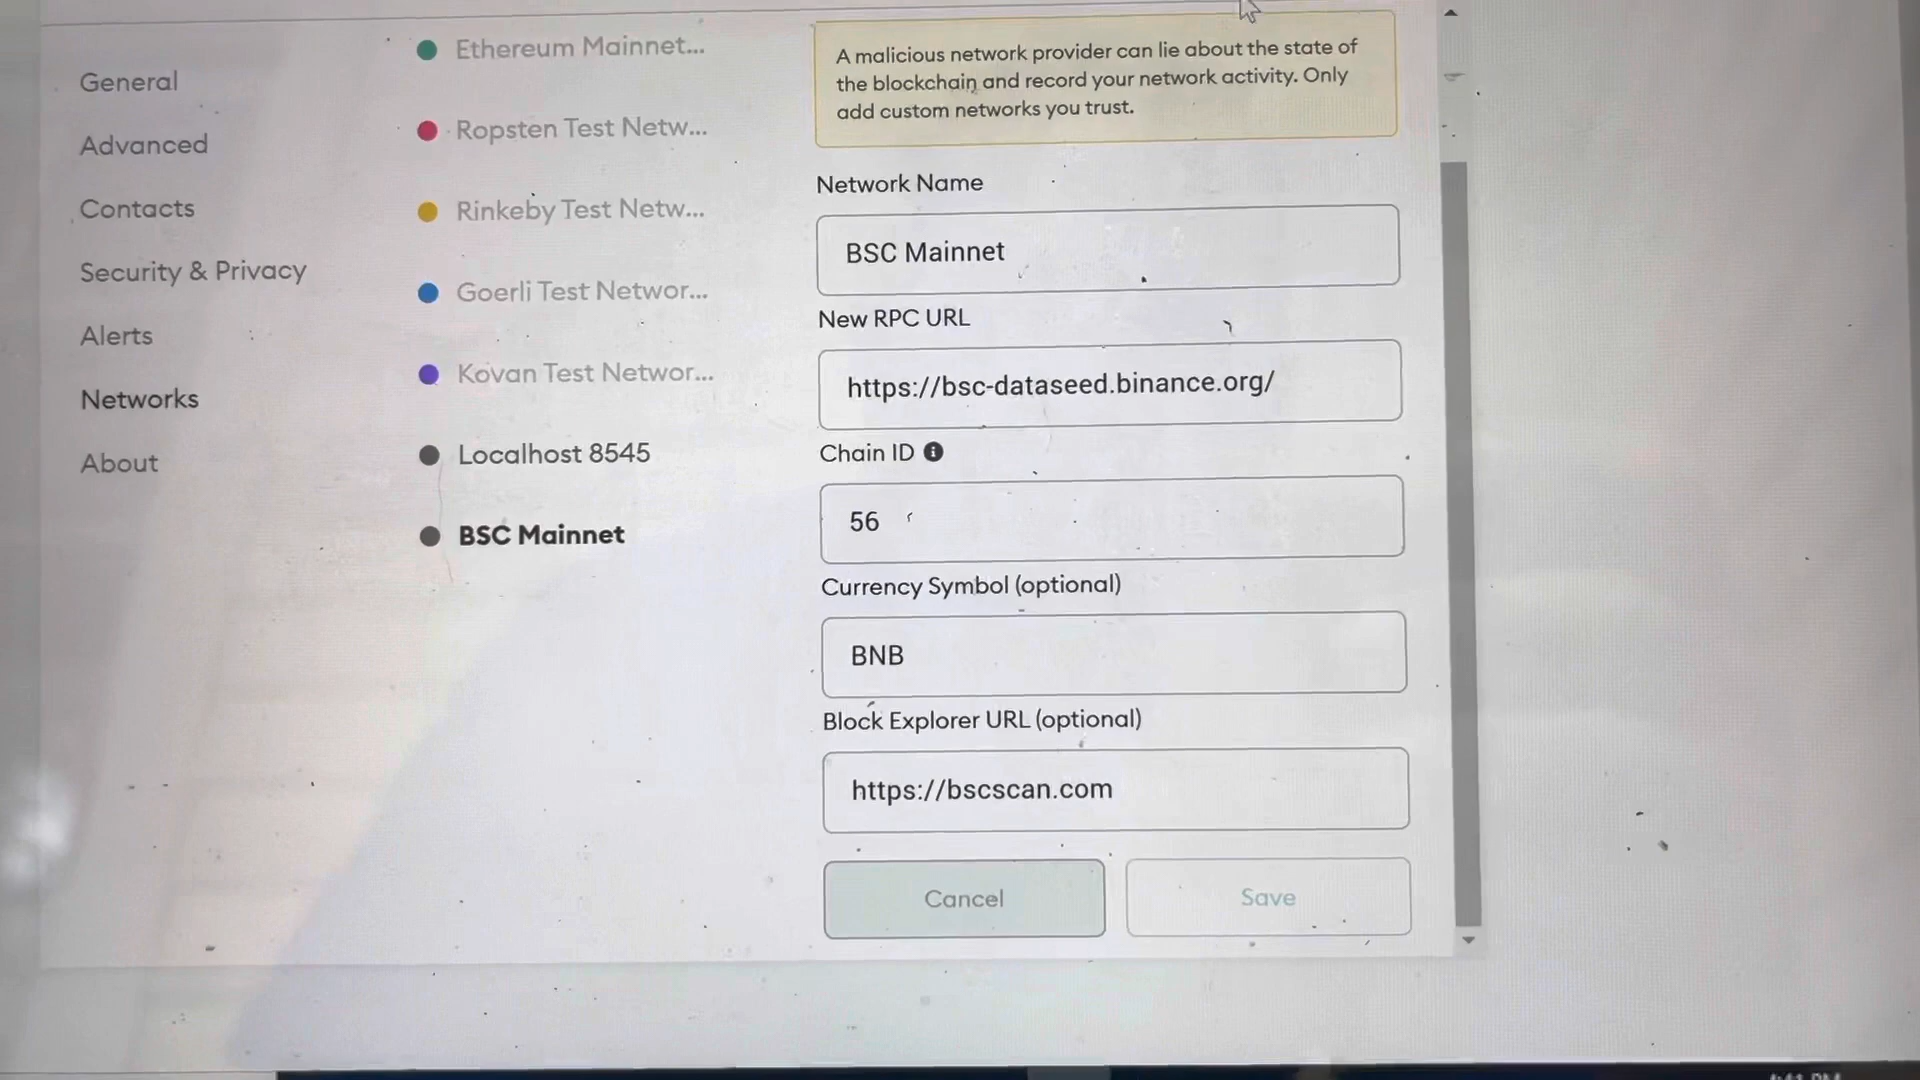 General
Advanced
Contacts
Security & Privacy
Alerts
Networks
About
Ethereum Mainnet...
Ropsten Test Netw...
Rinkeby Test Netw...
Goerli Test Networ...
Kovan Test Networ...
Localhost 8545
BSC Mainnet
A malicious network provider can lie about the state of
the blockchain and record your network activity. Only
add custom networks you trust.
Network Name
BSC Mainnet
New RPC URL
https://bsc-dataseed.binance.org/
Chain ID
56
Currency Symbol (optional)
BNB
Block Explorer URL (optional)
https://bscscan.com
Cancel
Save